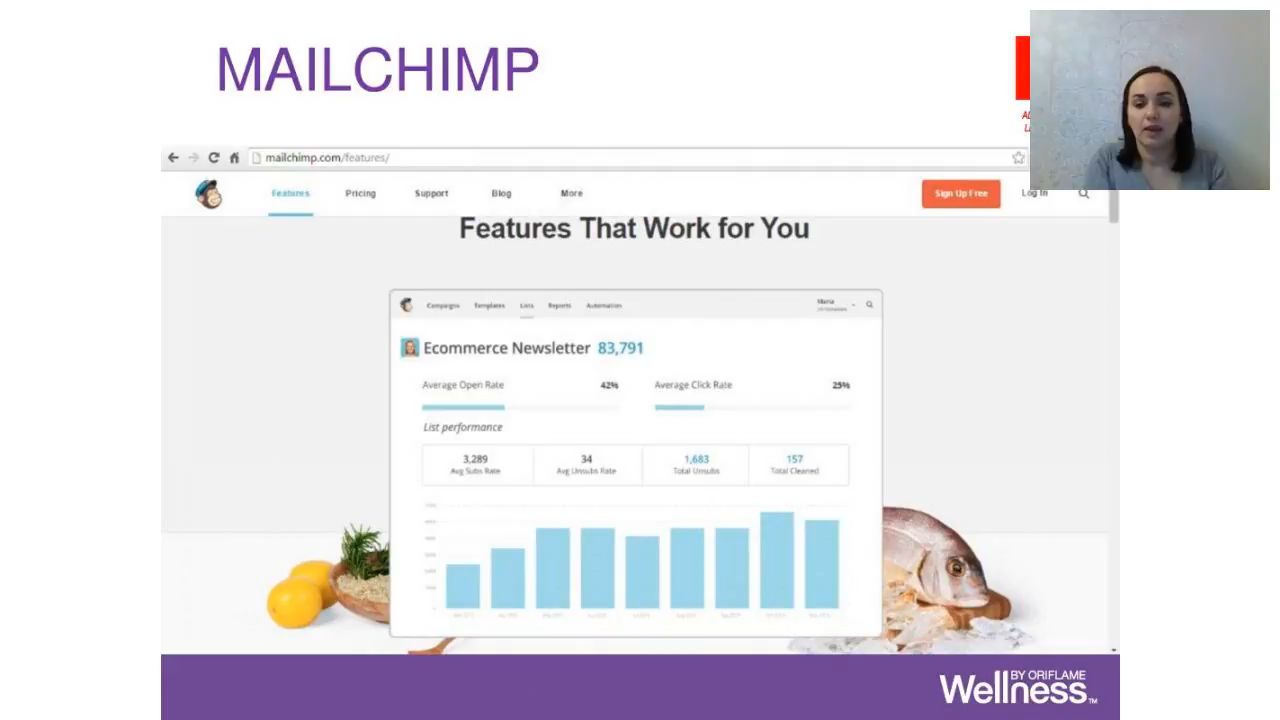 MAILCHIMP
mailchimp.com/features/
Features Pricing Support Blog More Sign Up Free Log In
Features That Work for You
Campaigns Templates Lists Reports Automation Maria
Ecommerce Newsletter 83,791
Average Open Rate 42% Average Click Rate 25%
List performance
3,289 34 1,683 157
Avg Subs Rate Avg Unsubs Rate Total Unsubs Total Cleaned
BY ORIFLAME
Wellness TM